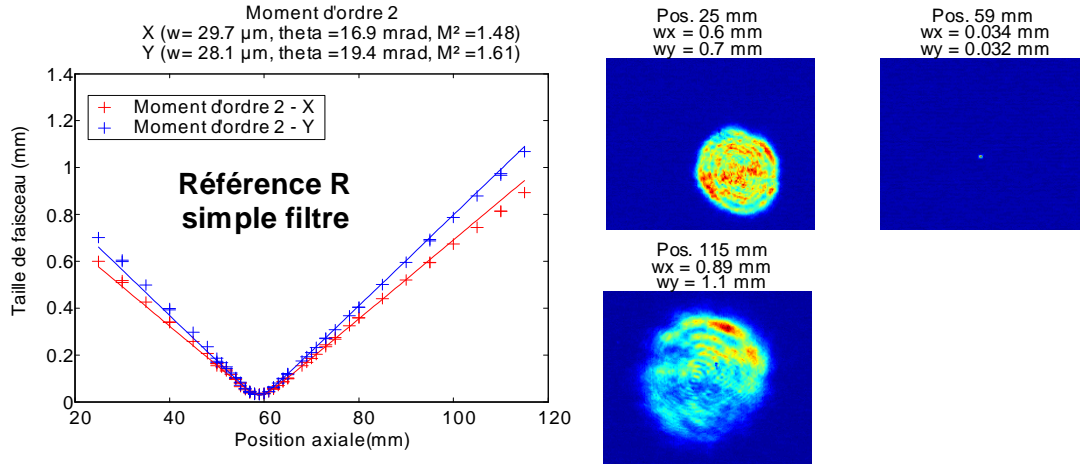 Moment d'ordre 2
X (w= 29.7 µm, theta =16.9 mrad, M² =1.48)
Y (w= 28.1 µm, theta =19.4 mrad, M² =1.61)
1.4
1.2
1
0.8
0.6
0.4
0.2
0
20
40
60
80
100
120
Taille de faisceau (mm)
Position axiale(mm)
Moment d'ordre 2 - X
Moment d'ordre 2 - Y
Référence R
simple filtre
Pos. 25 mm
wx = 0.6 mm
wy = 0.7 mm
Pos. 59 mm
wx = 0.034 mm
wy = 0.032 mm
Pos. 115 mm
wx = 0.89 mm
wy = 1.1 mm